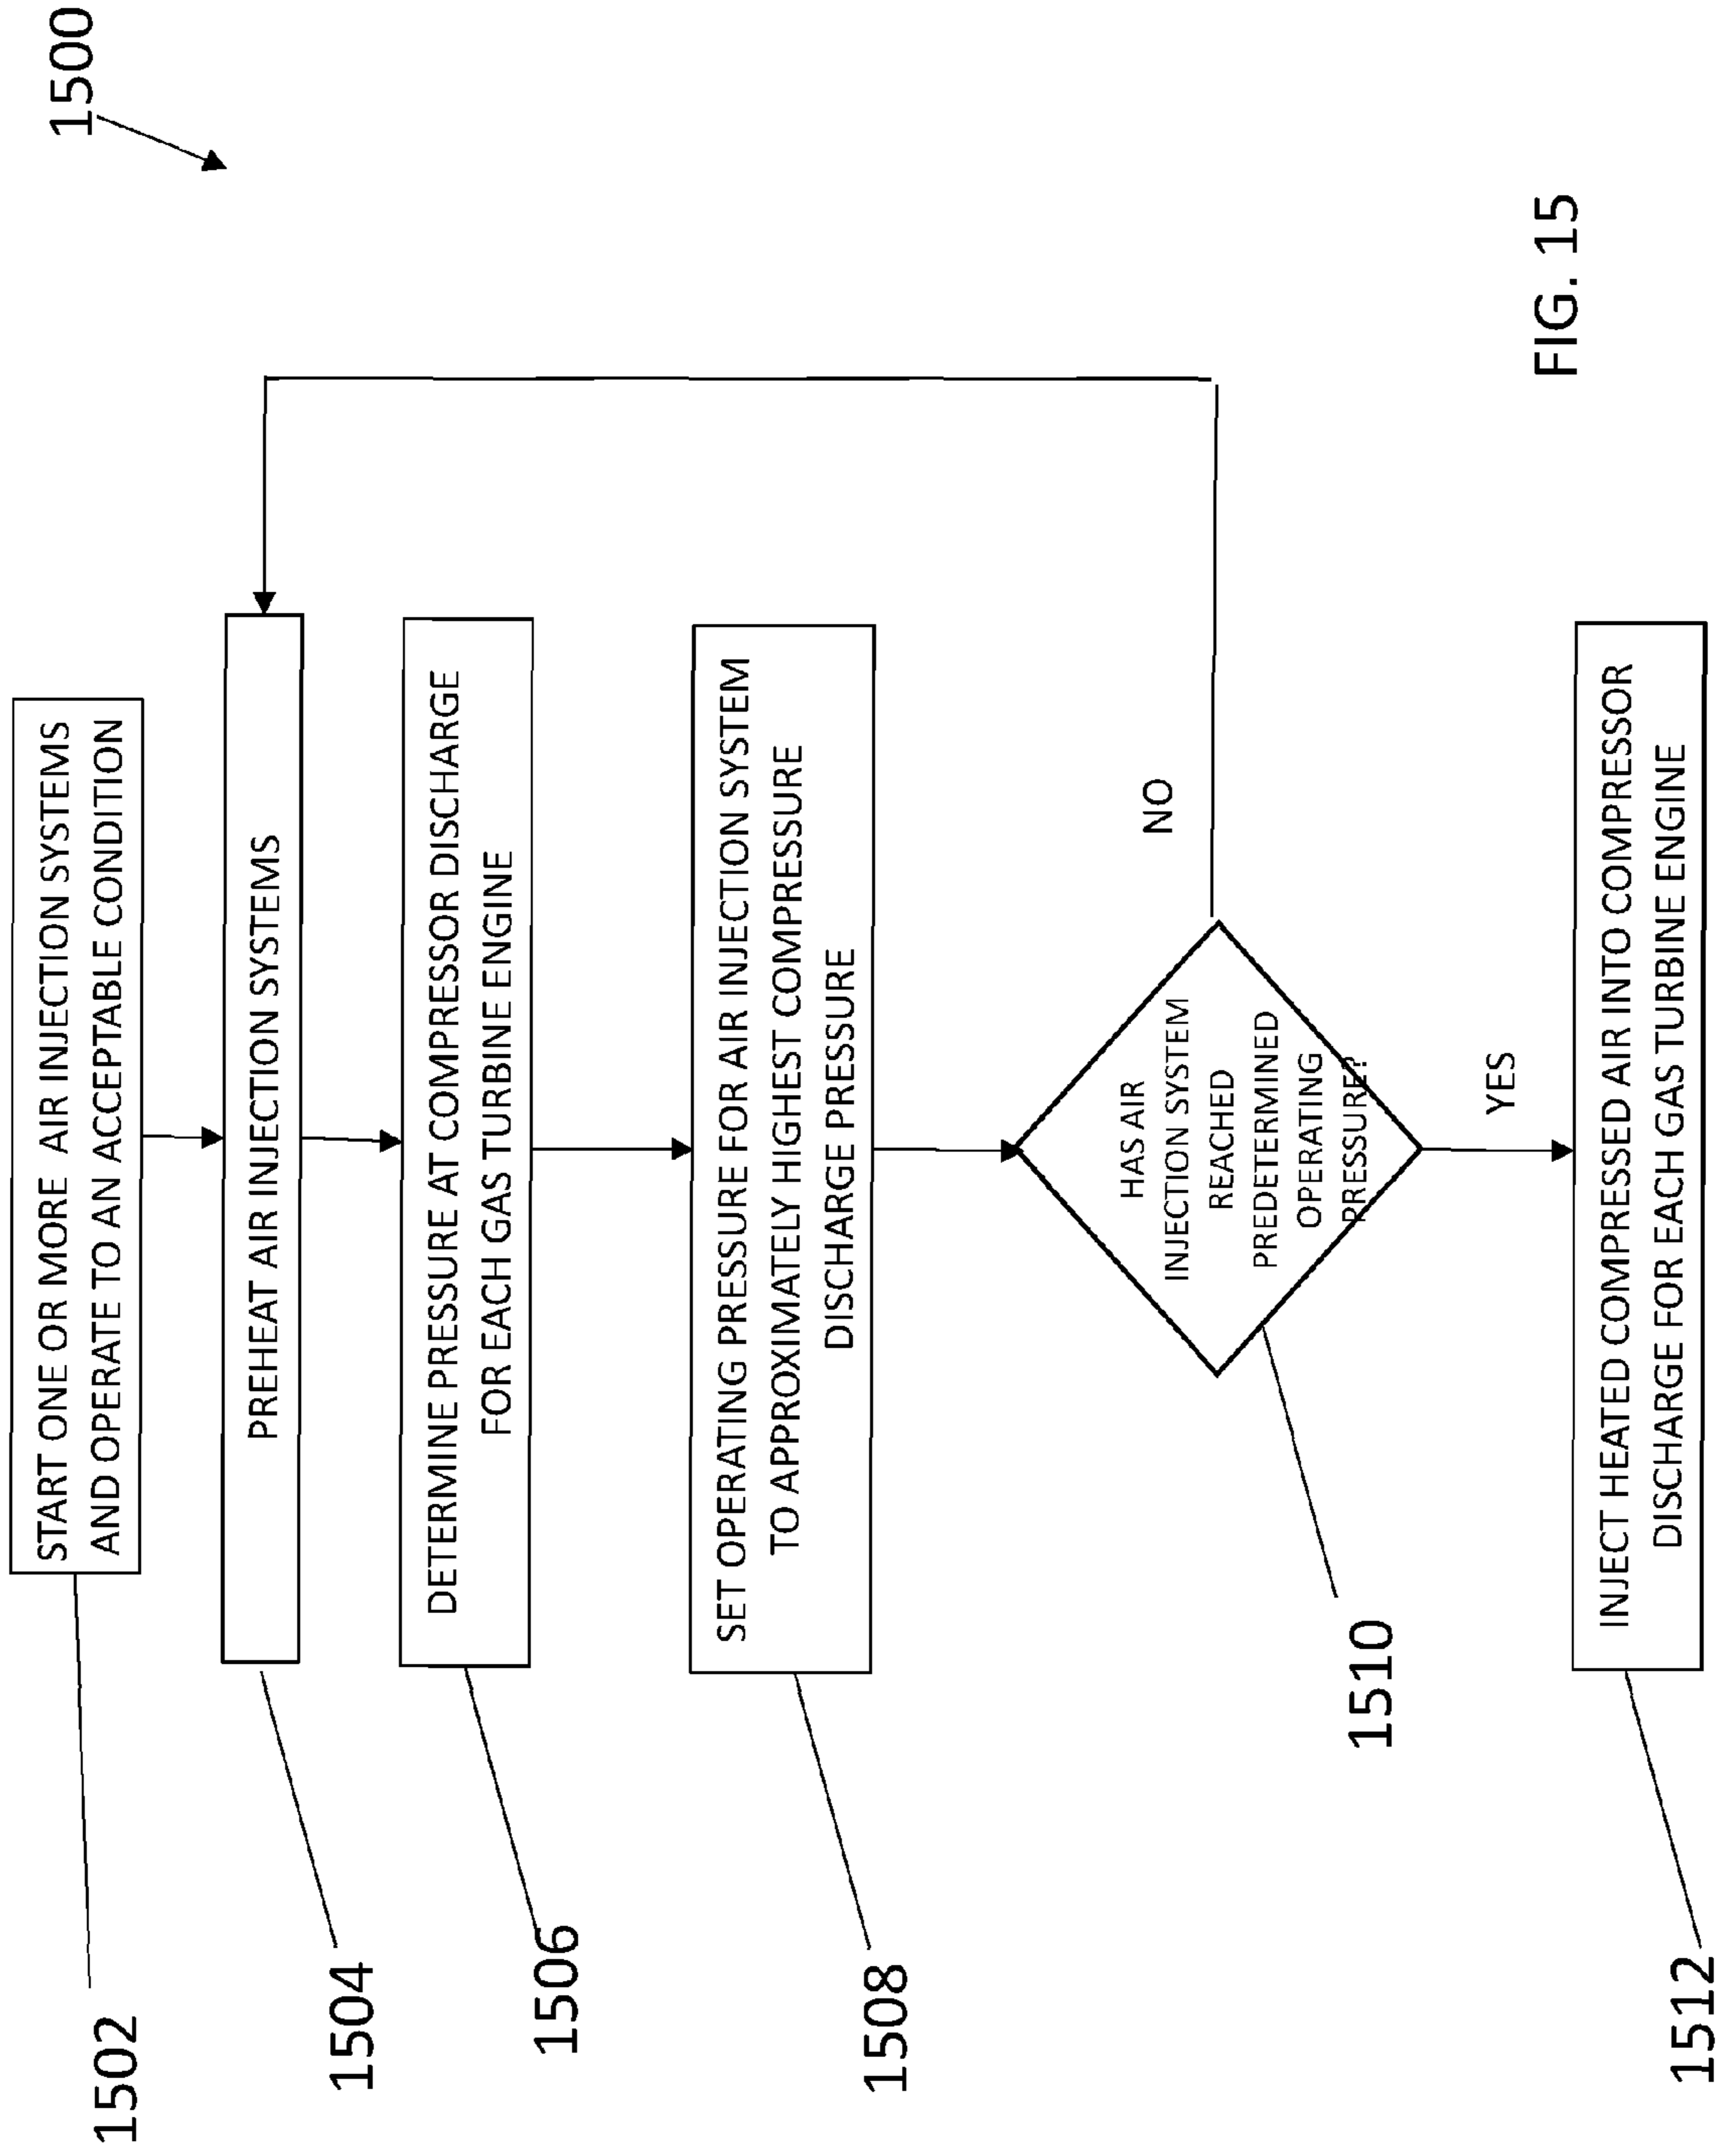 1500
1502
START ONE OR MORE AIR INJECTION SYSTEMS
AND OPERATE TO AN ACCEPTABLE CONDITION
1504
PREHEAT AIR INJECTION SYSTEMS
1506
DETERMINE PRESSURE AT COMPRESSOR DISCHARGE
FOR EACH GAS TURBINE ENGINE
1508
SET OPERATING PRESSURE FOR AIR INJECTION SYSTEM
TO APPROXIMATELY HIGHEST COMPRESSURE
DISCHARGE PRESSURE
1510
HAS AIR
INJECTION SYSTEM
REACHED
PREDETERMINED
OPERATING
PRESSURE?
NO
YES
1512
INJECT HEATED COMPRESSED AIR INTO COMPRESSOR
DISCHARGE FOR EACH GAS TURBINE ENGINE
FIG. 15